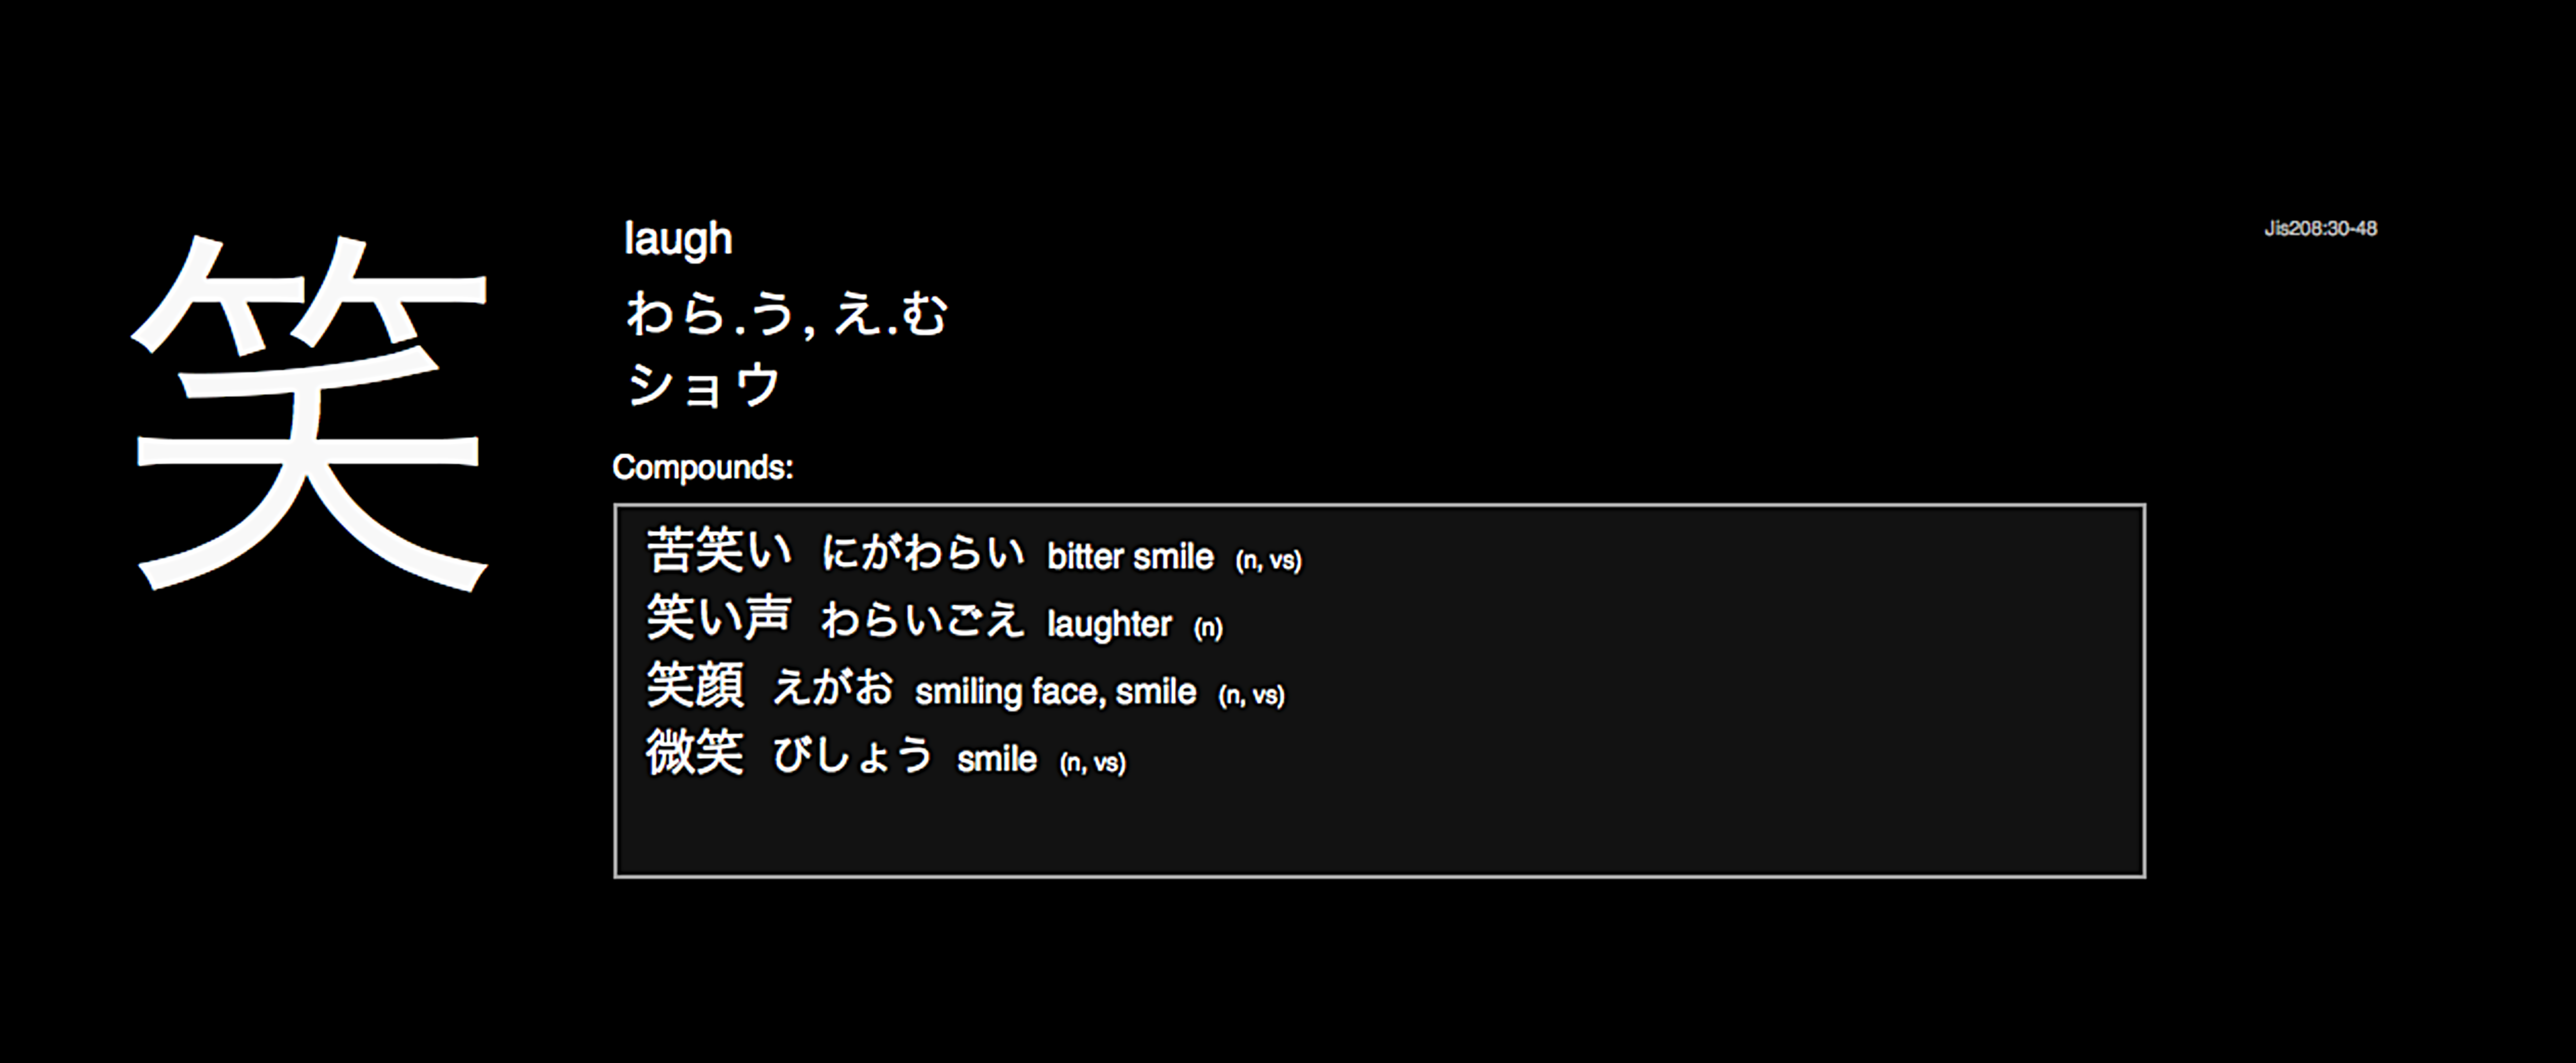 笑
laugh
わら.う, え.む
ショウ
Jis208:30-48
Compounds:
苦笑い にがわらい bitter smile (n, vs)
笑い声 わらいごえ laughter (n)
笑顔 えがお smiling face, smile (n, vs)
微笑 びしょう smile (n, vs)